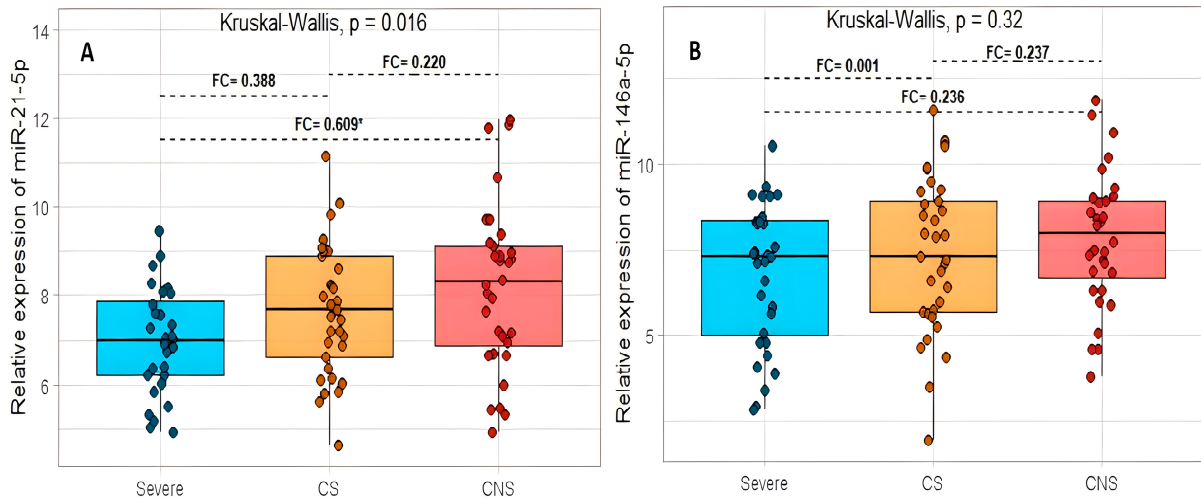 Kruskal-Wallis, p = 0.016
A
FC= 0.220
FC= 0.388
FC= 0.609*
Relative expression of miR-21-5p
14
12
10
8
6
Severe
CS
CNS
Kruskal-Wallis, p = 0.32
B
FC= 0.237
FC= 0.001
FC= 0.236
Relative expression of miR-146a-5p
10
5
Severe
CS
CNS